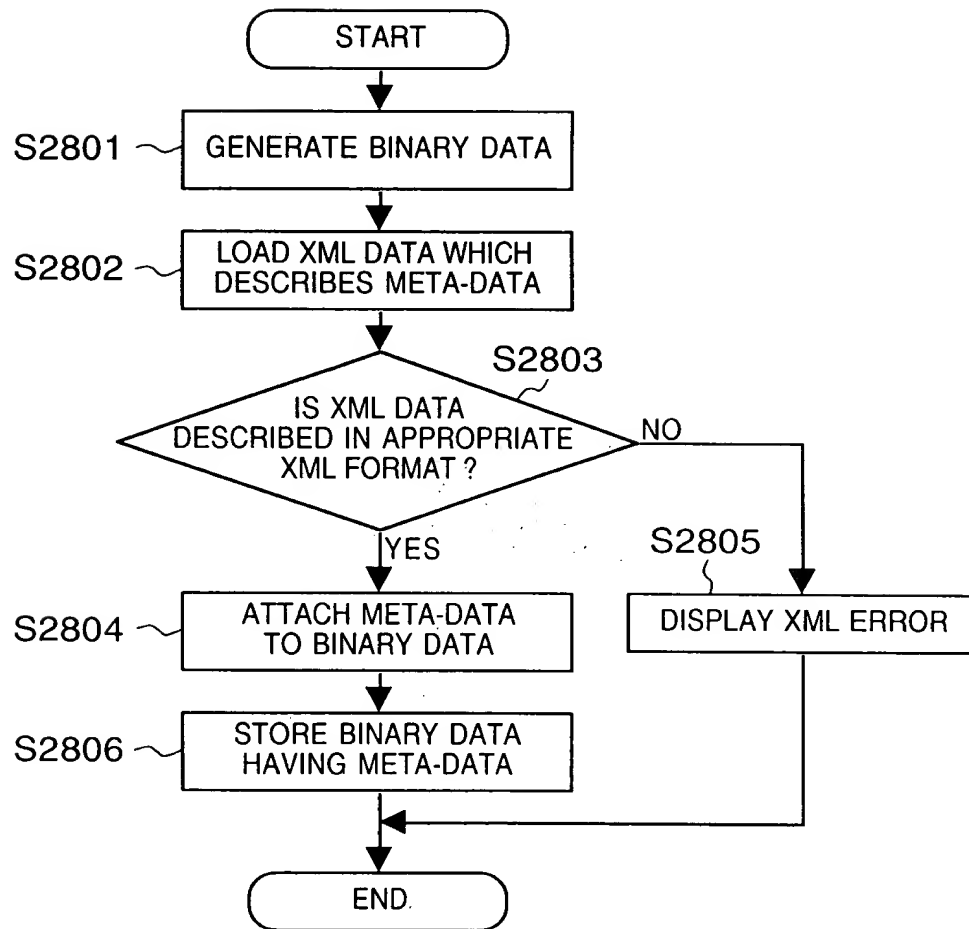 START
S2801
GENERATE BINARY DATA
S2802
LOAD XML DATA WHICH
DESCRIBES META-DATA
S2803
IS XML DATA
DESCRIBED IN APPROPRIATE
XML FORMAT ?
NO
YES
S2805
DISPLAY XML ERROR
S2804
ATTACH META-DATA
TO BINARY DATA
S2806
STORE BINARY DATA
HAVING META-DATA
END